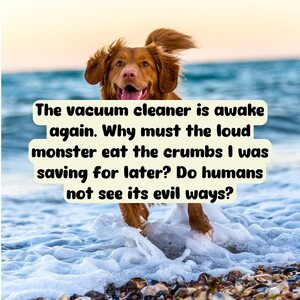 The vacuum cleaner is awake
again. Why must the loud
monster eat the crumbs I was
saving for later? Do humans
not see its evil ways?